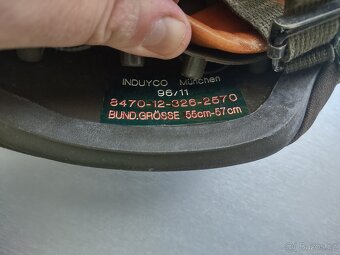 INDUYCO München
96/11
8470-12-326-2570
BUND.GRÖSSE 55cm-57cm